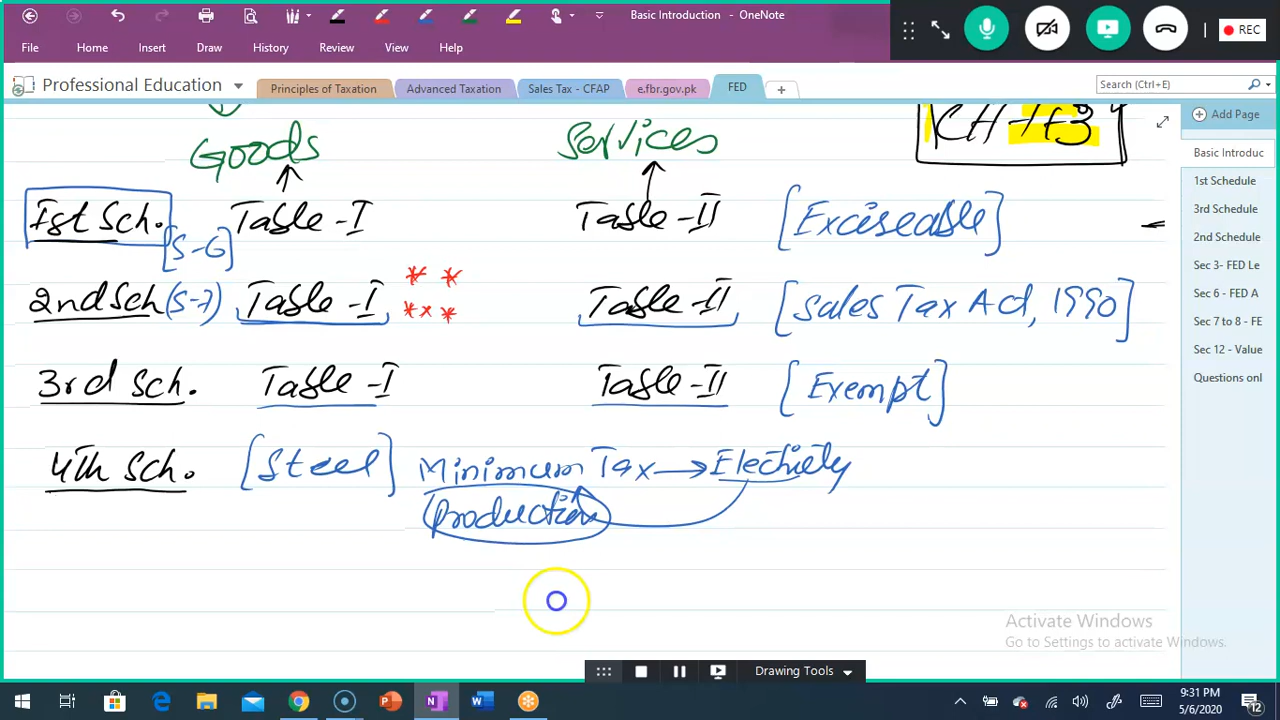 Basic Introduction - OneNote
REC
File Home Insert Draw History Review View Help
Professional Education
Principles of Taxation
Advanced Taxation
Sales Tax - CFAP
e.fbr.gov.pk
FED
Search (Ctrl+E)
Goods Services
Ist Sch. [S-6] Table-I Table-II [Exciseable]
2nd Sch (S-7) Table-I Table-II [Sales Tax Act, 1990]
3rd Sch. Table-I Table-II [Exempt]
4th Sch. [Steel] Minimum Tax → Electricity
Production
Add Page
Basic Introduc
1st Schedule
3rd Schedule
2nd Schedule
Sec 3- FED Le
Sec 6 - FED A
Sec 7 to 8 - FE
Sec 12 - Value
Questions onl
Activate Windows
Go to Settings to activate Windows.
Drawing Tools
9:31 PM
5/6/2020
12